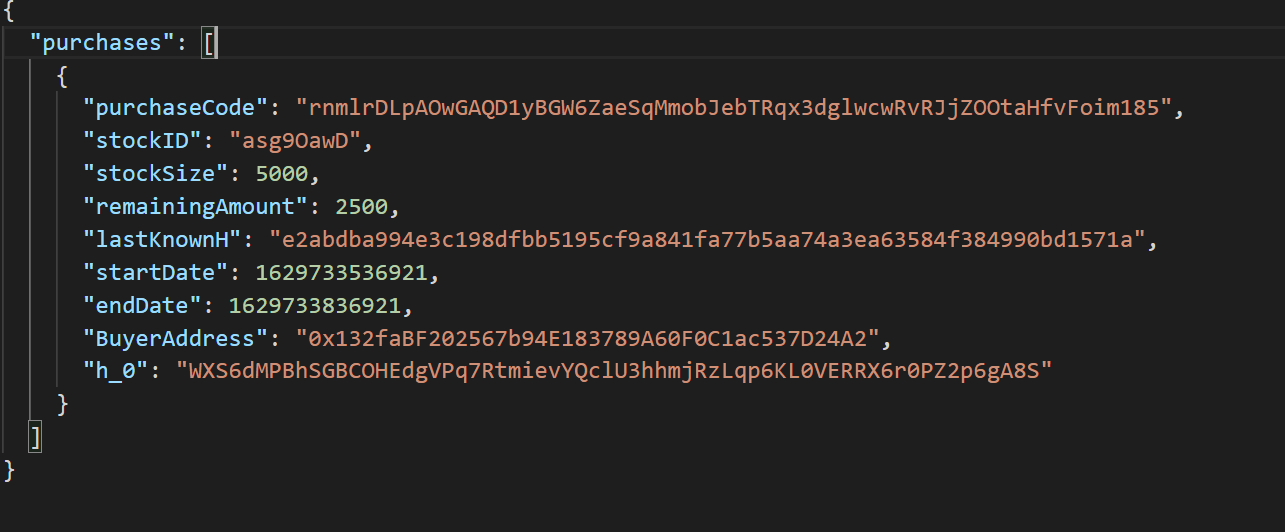 {
"purchases": [
{
"purchaseCode": "rnmlrDLpAOwGAQD1yBGW6ZaeSqMmobJebTRqx3dglwcwRvRJjZOOtaHfvFoim185",
"stockID": "asg9OawD",
"stockSize": 5000,
"remainingAmount": 2500,
"lastKnownH": "e2abdba994e3c198dfbb5195cf9a841fa77b5aa74a3ea63584f384990bd1571a",
"startDate": 1629733536921,
"endDate": 1629733836921,
"BuyerAddress": "0x132faBF202567b94E183789A60F0C1ac537D24A2",
"h_0": "WXS6dMPBhSGBCOHEdgVPq7RtmievYQclU3hhmjRzLqp6KL0VERRX6r0PZ2p6gA8S"
}
]
}